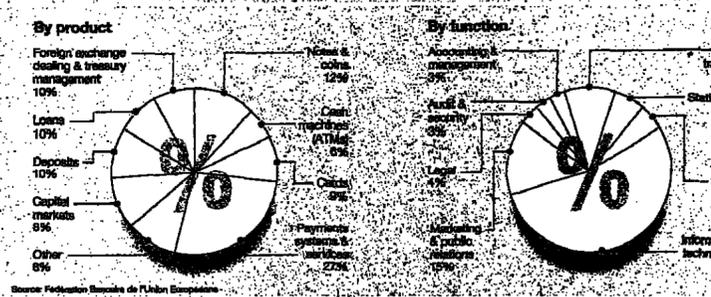 By product
Foreign exchange
dealing & treasury
management
10%
Loans
10%
Deposits
10%
Capital
markets
8%
Other
8%
Notes &
coins
12%
Cash
machines
(ATMs)
6%
Cards
9%
Payments
systems &
services
27%
By function
Accounting &
management
3%
Audit &
security
3%
Legal
4%
Marketing
& public
relations
15%
%
%
Source: Fédération Bancaire de l'Union Européenne